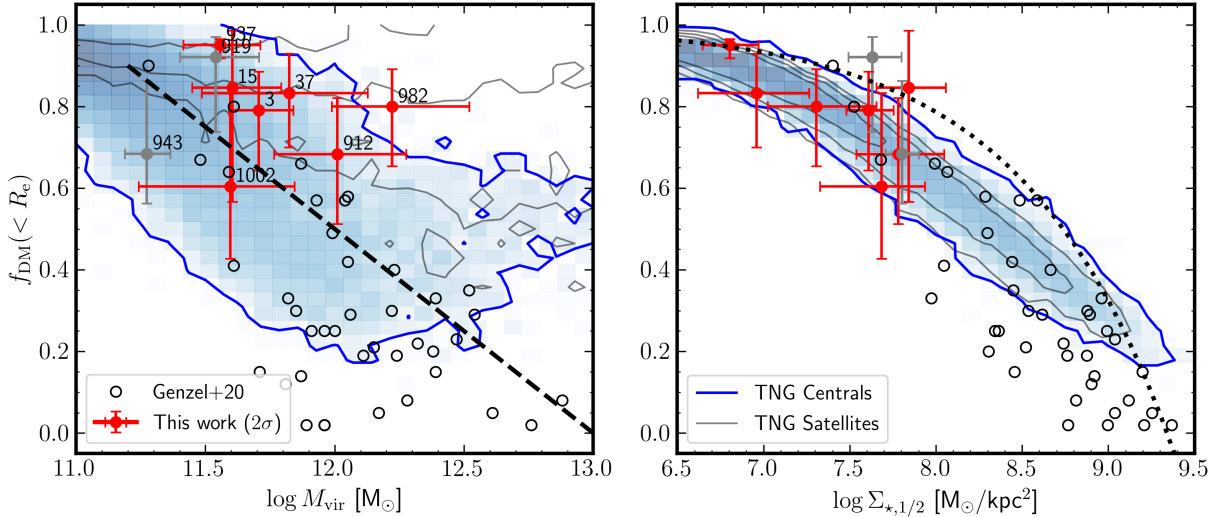 1.0
0.8
0.6
0.4
0.2
0.0
f_DM(< R_e)
937
919
15
37
3
982
943
912
1002
Genzel+20
This work (2σ)
11.0 11.5 12.0 12.5 13.0
log M_vir [M_⊙]
1.0
0.8
0.6
0.4
0.2
0.0
TNG Centrals
TNG Satellites
6.5 7.0 7.5 8.0 8.5 9.0 9.5
log Σ_⋆,1/2 [M_⊙/kpc²]